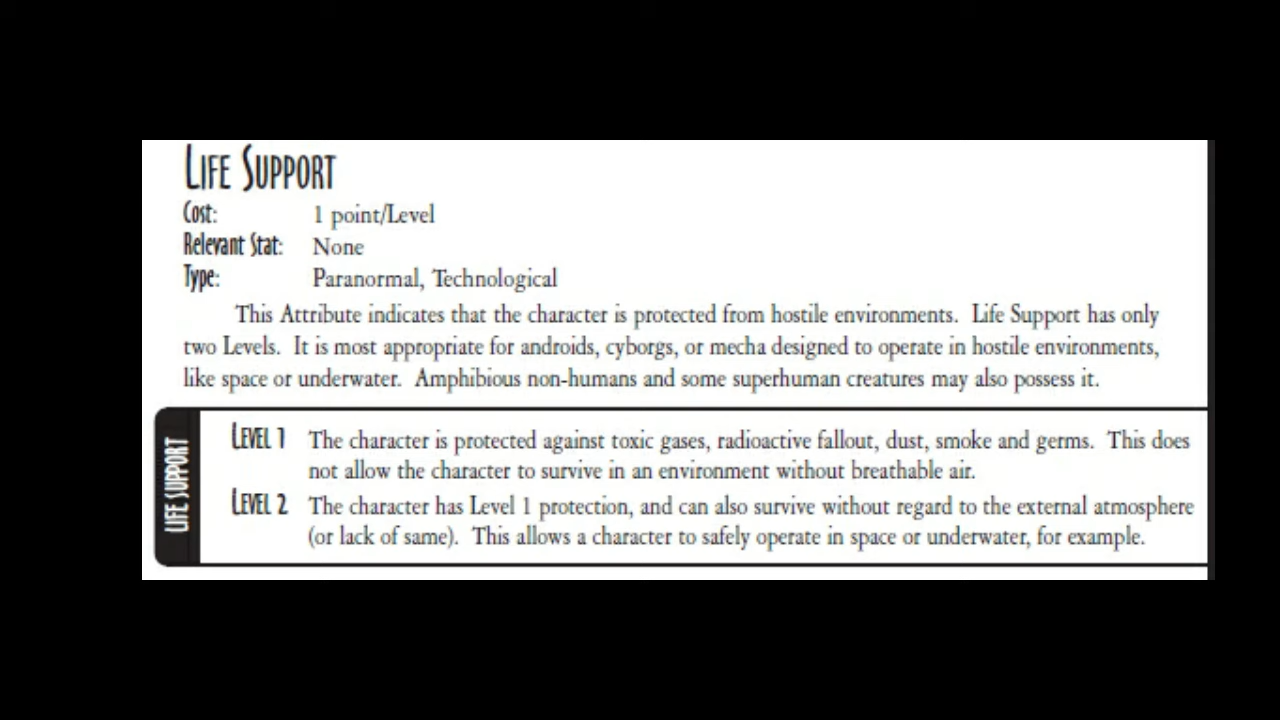 LIFE SUPPORT
Cost: 1 point/Level
Relevant Stat: None
Type: Paranormal, Technological
This Attribute indicates that the character is protected from hostile environments. Life Support has only
two Levels. It is most appropriate for androids, cyborgs, or mecha designed to operate in hostile environments,
like space or underwater. Amphibious non-humans and some superhuman creatures may also possess it.
LIFE SUPPORT
LEVEL 1 The character is protected against toxic gases, radioactive fallout, dust, smoke and germs. This does
not allow the character to survive in an environment without breathable air.
LEVEL 2 The character has Level 1 protection, and can also survive without regard to the external atmosphere
(or lack of same). This allows a character to safely operate in space or underwater, for example.